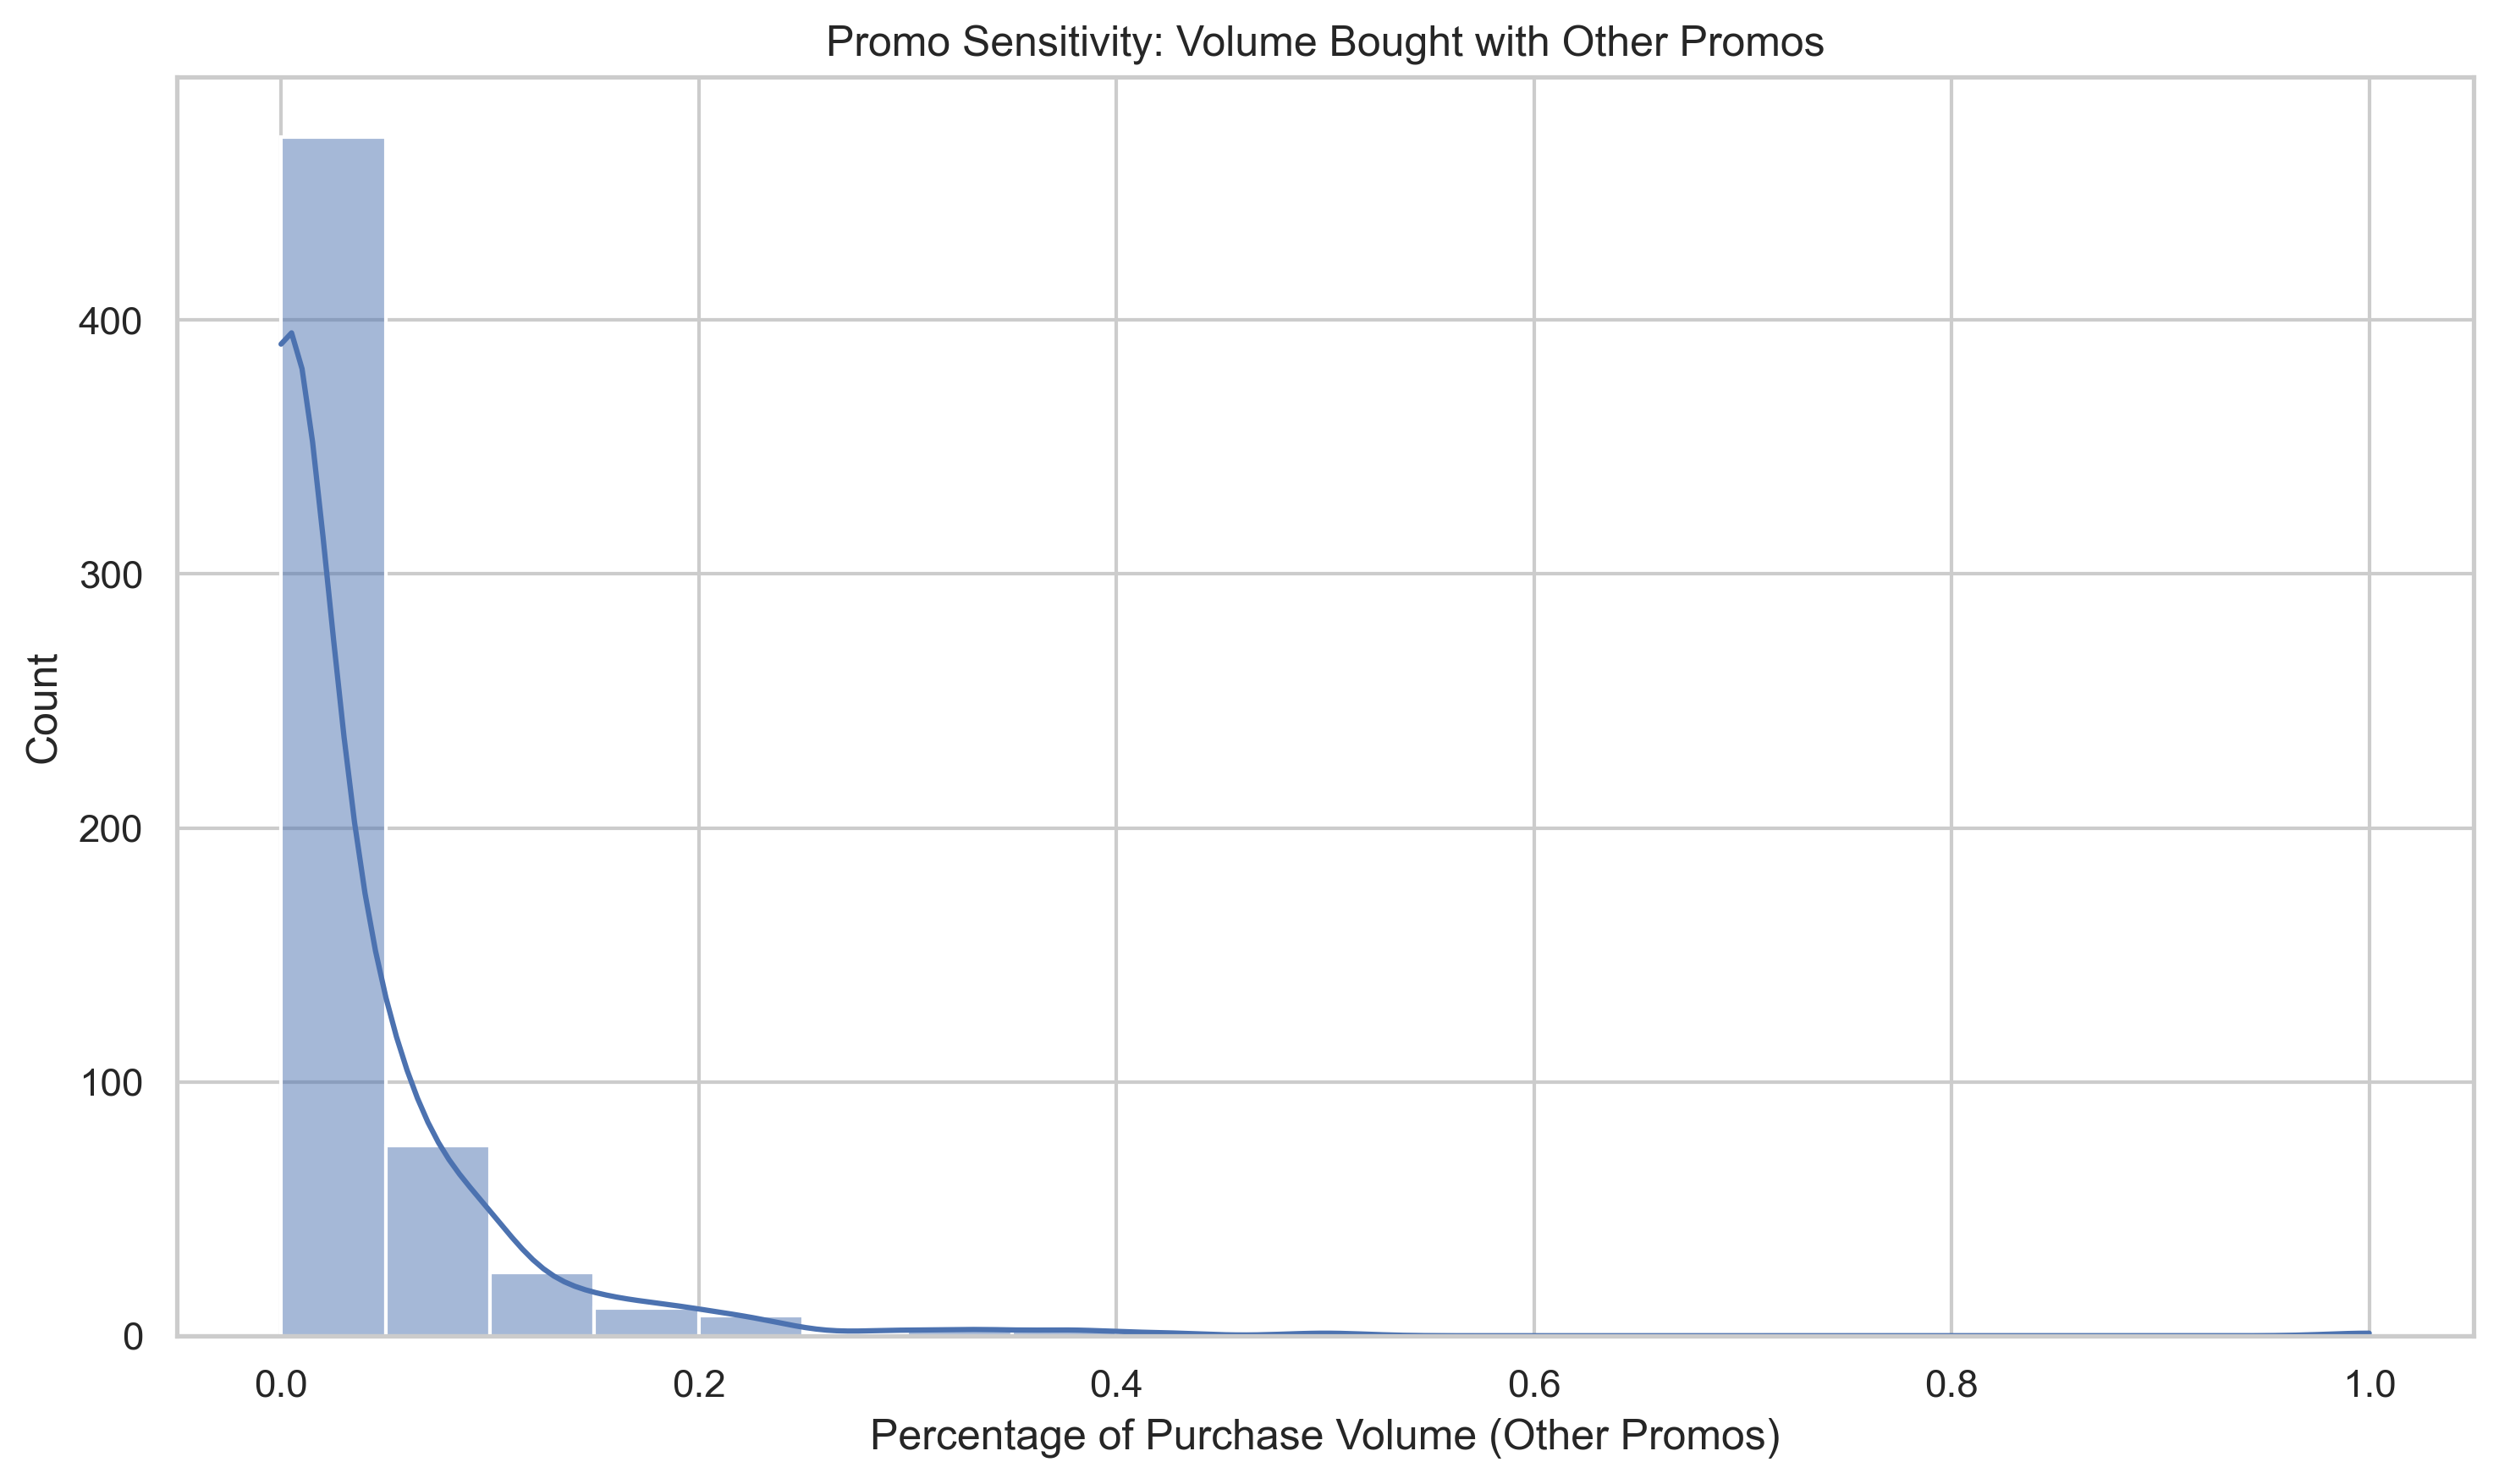 Promo Sensitivity: Volume Bought with Other Promos
Count
400
300
200
100
0
0.0 0.2 0.4 0.6 0.8 1.0
Percentage of Purchase Volume (Other Promos)